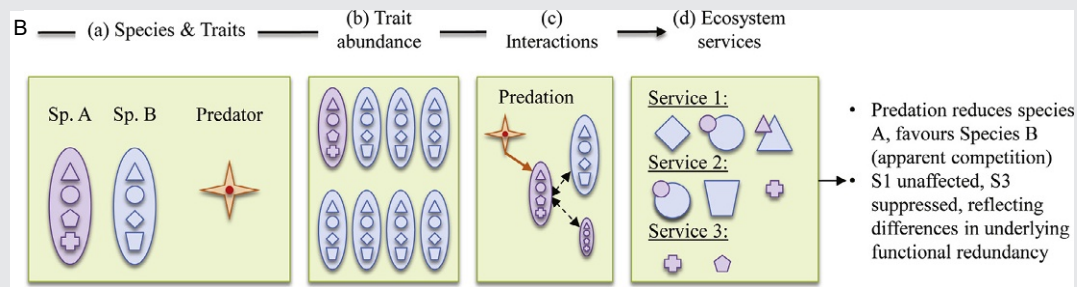 B
(a) Species & Traits
(b) Trait
abundance
(c)
Interactions
(d) Ecosystem
services
Sp. A
Sp. B
Predator
Predation
Service 1:
Service 2:
Service 3:
• Predation reduces species
A, favours Species B
(apparent competition)
• S1 unaffected, S3
suppressed, reflecting
differences in underlying
functional redundancy